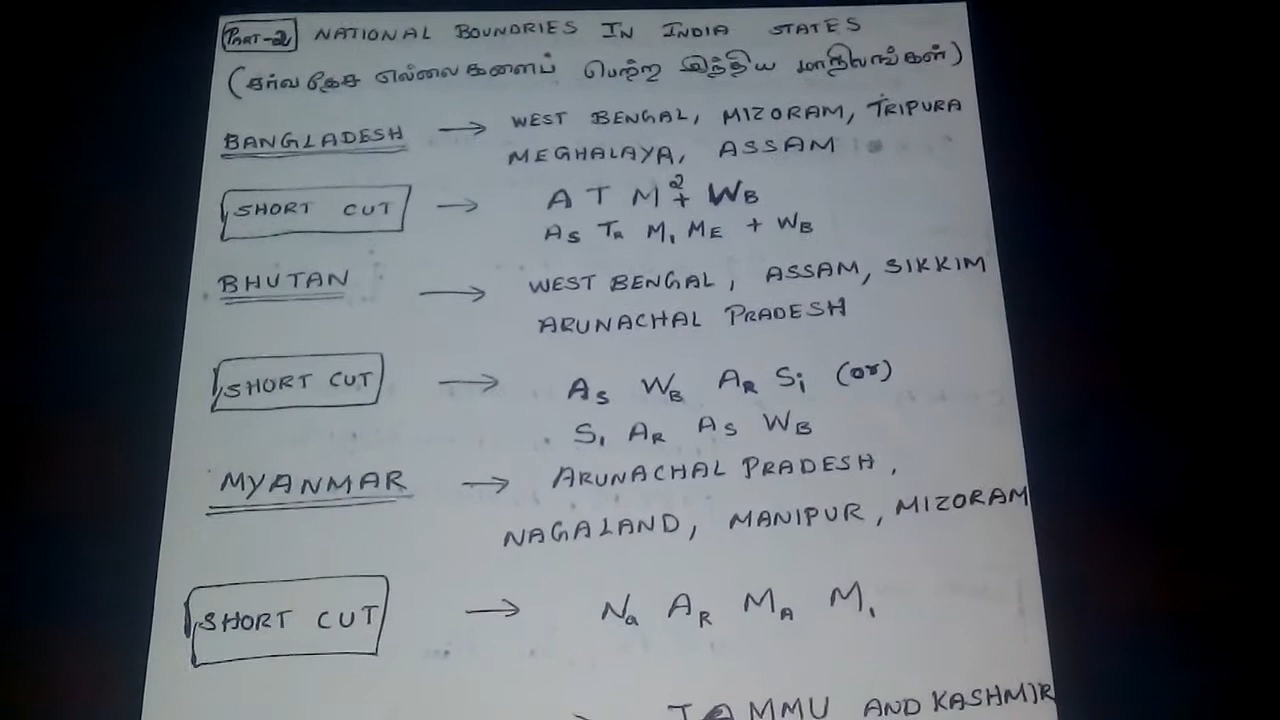 PART-2 NATIONAL BOUNDRIES IN INDIA STATES
(சர்வதேச எல்லைகளைப் பெற்ற இந்திய மாநிலங்கள்)
BANGLADESH → WEST BENGAL, MIZORAM, TRIPURA
MEGHALAYA, ASSAM
SHORT CUT → A T M² + WB
AS TR MI ME + WB
BHUTAN → WEST BENGAL, ASSAM, SIKKIM
ARUNACHAL PRADESH
SHORT CUT → AS WB AR Si (or)
SI AR AS WB
MYANMAR → ARUNACHAL PRADESH,
NAGALAND, MANIPUR, MIZORAM
SHORT CUT → Na AR MA MI
→ JAMMU AND KASHMIR